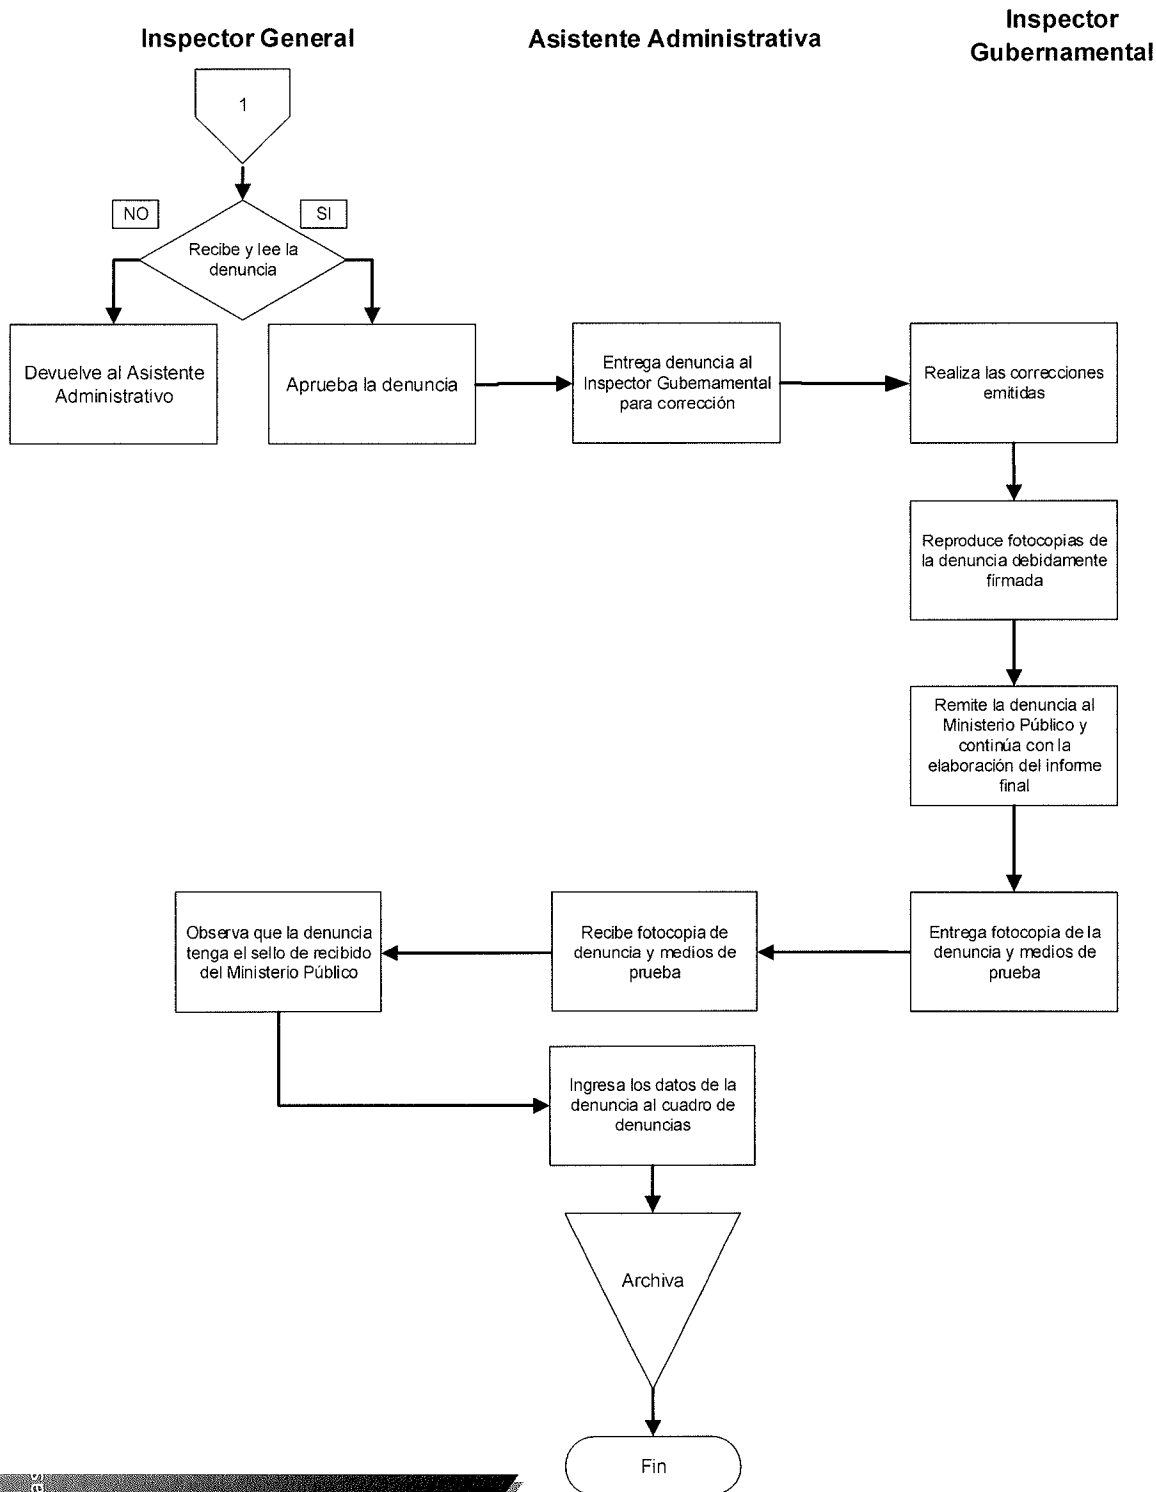 Inspector General
Asistente Administrativa
Inspector
Gubernamental
1
NO
SI
Recibe y lee la
denuncia
Devuelve al Asistente
Administrativo
Aprueba la denuncia
Entrega denuncia al
Inspector Gubernamental
para corrección
Realiza las correcciones
emitidas
Reproduce fotocopias de
la denuncia debidamente
firmada
Remite la denuncia al
Ministerio Público y
continúa con la
elaboración del informe
final
Observa que la denuncia
tenga el sello de recibido
del Ministerio Público
Recibe fotocopia de
denuncia y medios de
prueba
Entrega fotocopia de la
denuncia y medios de
prueba
Ingresa los datos de la
denuncia al cuadro de
denuncias
Archiva
Fin